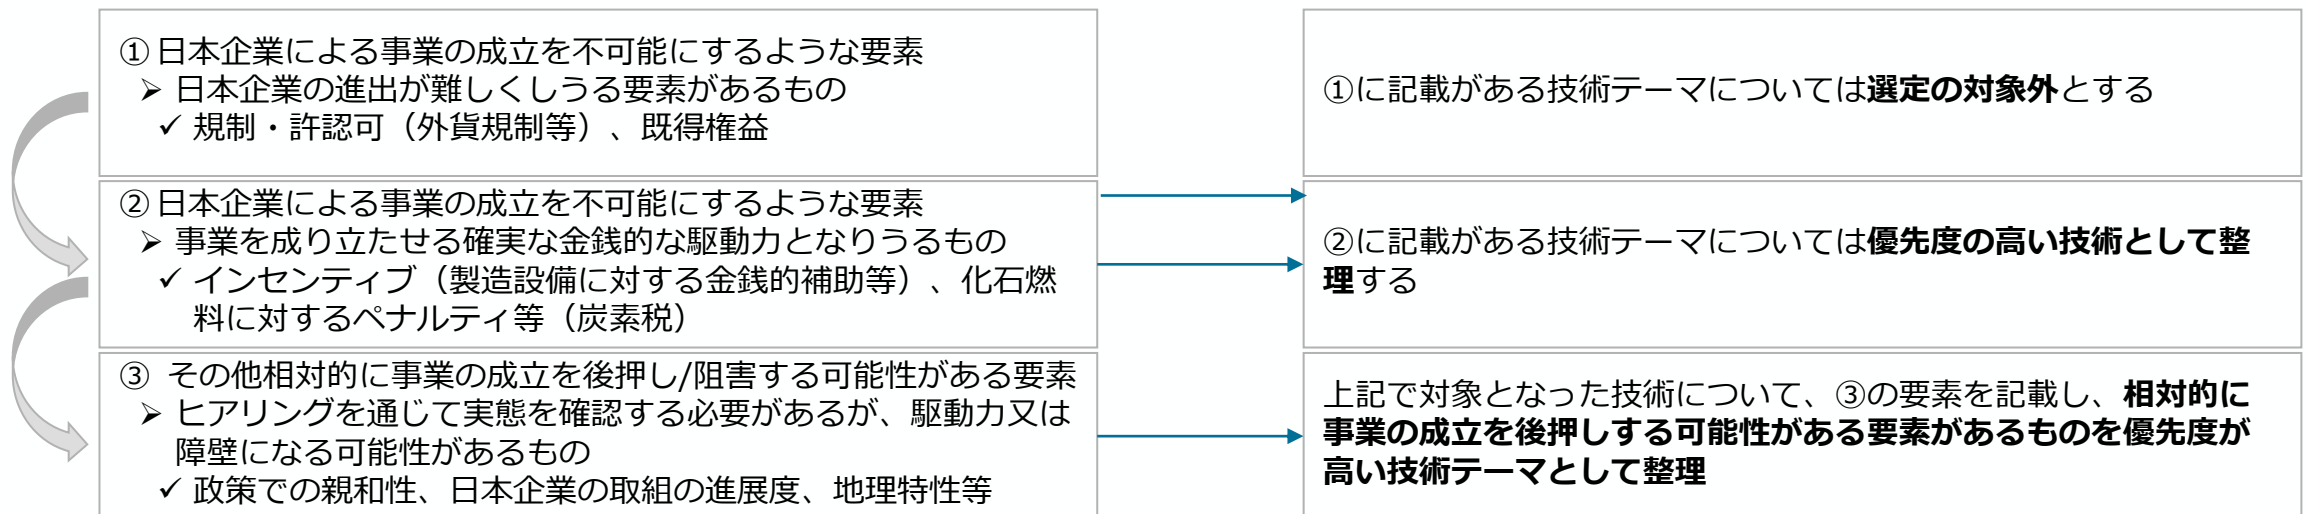 ① 日本企業による事業の成立を不可能にするような要素
➢ 日本企業の進出が難しくしうる要素があるもの
✓ 規制・許認可（外貨規制等）、既得権益
①に記載がある技術テーマについては選定の対象外とする
② 日本企業による事業の成立を不可能にするような要素
➢ 事業を成り立たせる確実な金銭的な駆動力となりうるもの
✓ インセンティブ（製造設備に対する金銭的補助等）、化石燃
料に対するペナルティ等（炭素税）
②に記載がある技術テーマについては優先度の高い技術として整
理する
③ その他相対的に事業の成立を後押し/阻害する可能性がある要素
➢ ヒアリングを通じて実態を確認する必要があるが、駆動力又は
障壁になる可能性があるもの
✓ 政策での親和性、日本企業の取組の進展度、地理特性等
上記で対象となった技術について、③の要素を記載し、相対的に
事業の成立を後押しする可能性がある要素があるものを優先度が
高い技術テーマとして整理